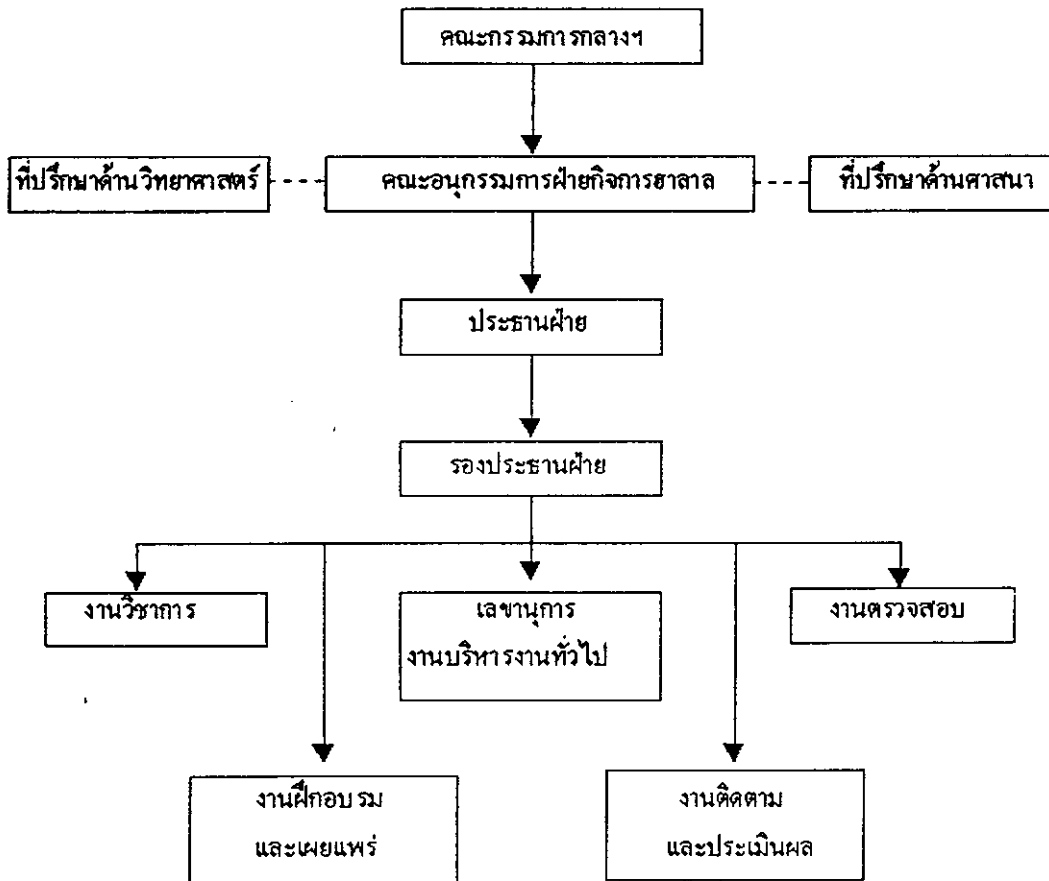 คณะกรรมการกลางฯ
ที่ปรึกษาด้านวิทยาศาสตร์
คณะอนุกรรมการฝ่ายกิจการฮาลาล
ที่ปรึกษาด้านศาสนา
ประธานฝ่าย
รองประธานฝ่าย
งานวิชาการ
เลขานุการ
งานบริหารงานทั่วไป
งานตรวจสอบ
งานฝึกอบรม
และเผยแพร่
งานติดตาม
และประเมินผล